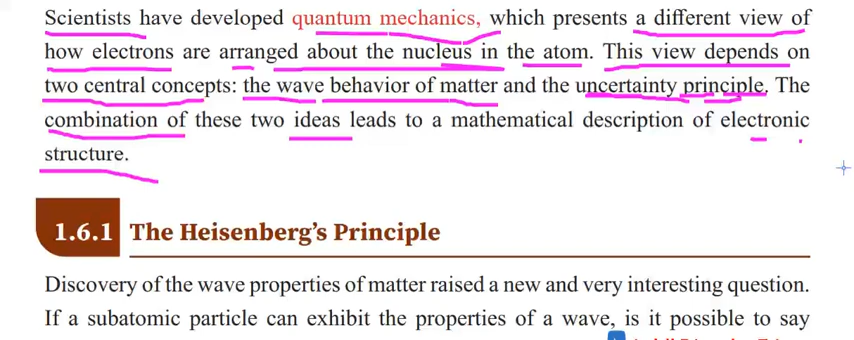 Scientists have developed quantum mechanics, which presents a different view of
how electrons are arranged about the nucleus in the atom. This view depends on
two central concepts: the wave behavior of matter and the uncertainty principle. The
combination of these two ideas leads to a mathematical description of electronic
structure.
1.6.1 The Heisenberg's Principle
Discovery of the wave properties of matter raised a new and very interesting question.
If a subatomic particle can exhibit the properties of a wave, is it possible to say